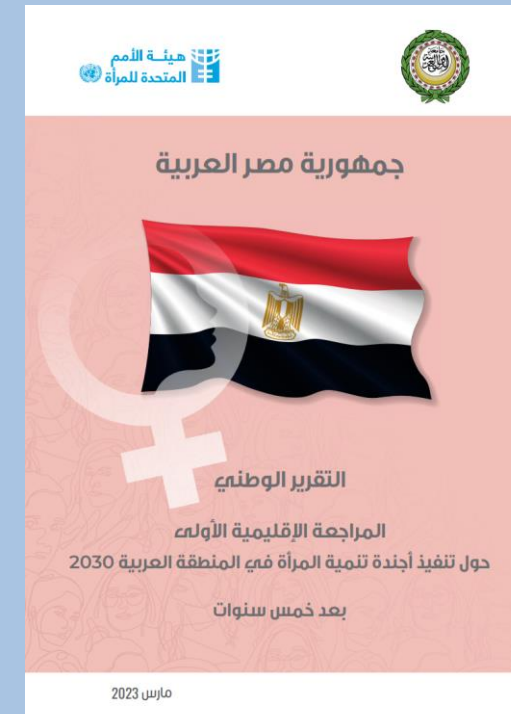 هيئة الأمم
المتحدة للمرأة
جمهورية مصر العربية
التقرير الوطني
المراجعة الإقليمية الأولى
حول تنفيذ أجندة تنمية المرأة في المنطقة العربية 2030
بعد خمس سنوات
مارس 2023